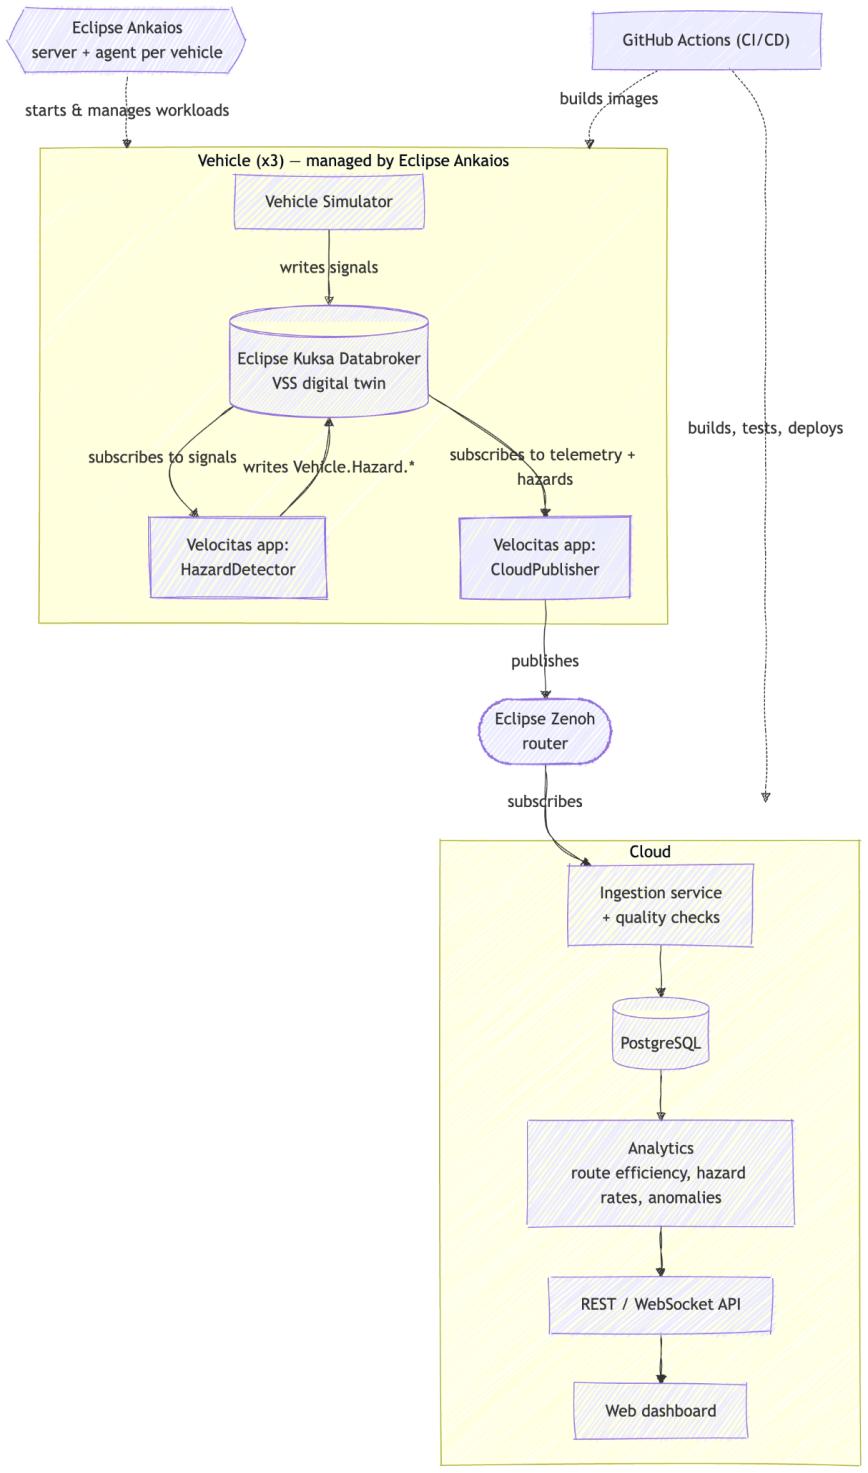 Eclipse Ankaios
server + agent per vehicle
GitHub Actions (CI/CD)
starts & manages workloads
builds images
Vehicle (x3) — managed by Eclipse Ankaios
Vehicle Simulator
writes signals
Eclipse Kuksa Databroker
VSS digital twin
builds, tests, deploys
subscribes to signals
writes Vehicle.Hazard.*
subscribes to telemetry +
hazards
Velocitas app:
HazardDetector
Velocitas app:
CloudPublisher
publishes
Eclipse Zenoh
router
subscribes
Cloud
Ingestion service
+ quality checks
PostgreSQL
Analytics
route efficiency, hazard
rates, anomalies
REST / WebSocket API
Web dashboard